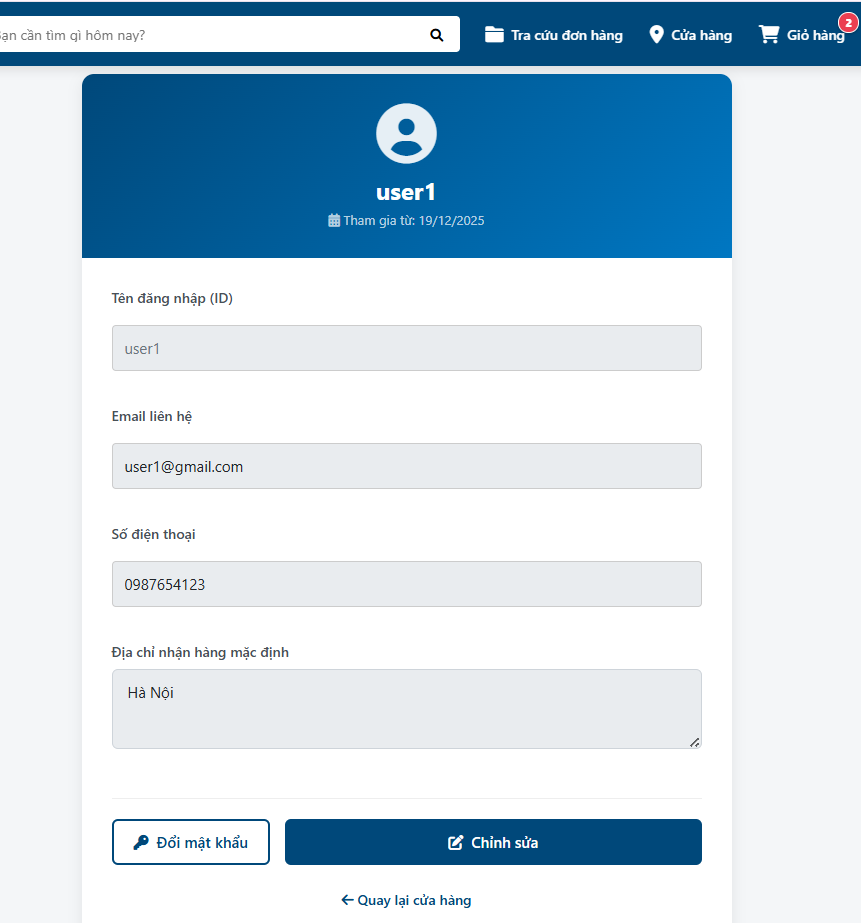 ạn cần tìm gì hôm nay?
Tra cứu đơn hàng
Cửa hàng
Giỏ hàng
2
user1
Tham gia từ: 19/12/2025
Tên đăng nhập (ID)
user1
Email liên hệ
user1@gmail.com
Số điện thoại
0987654123
Địa chỉ nhận hàng mặc định
Hà Nội
Đổi mật khẩu
Chỉnh sửa
Quay lại cửa hàng